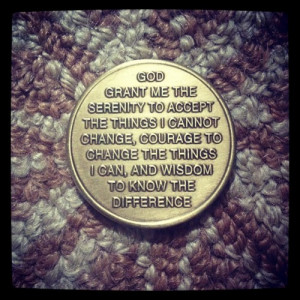 GOD
GRANT ME THE
SERENITY TO ACCEPT
THE THINGS I CANNOT
CHANGE, COURAGE TO
CHANGE THE THINGS
I CAN, AND WISDOM
TO KNOW THE
DIFFERENCE